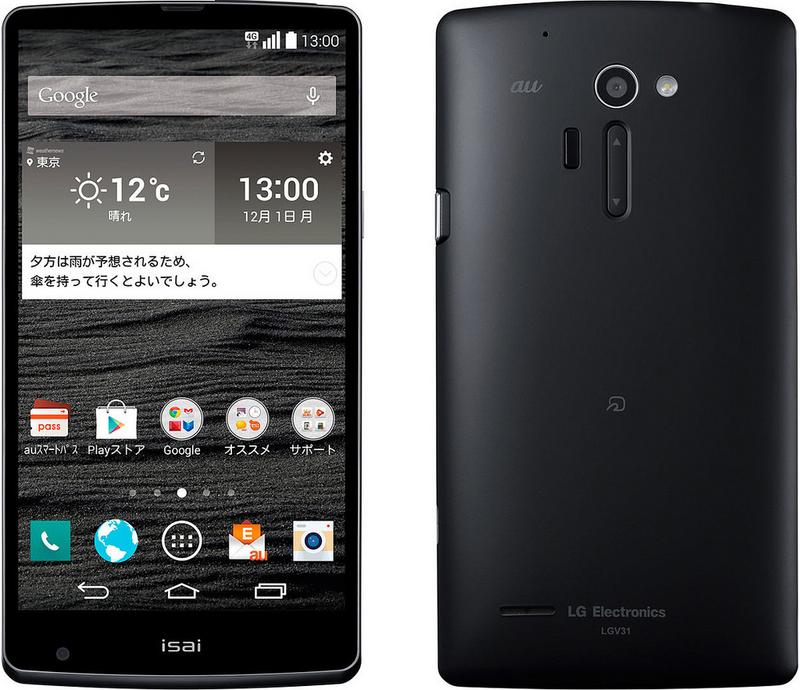 4G 13:00
Google
weathernews
東京
12℃
晴れ
13:00
12月1日 月
夕方は雨が予想されるため、
傘を持って行くとよいでしょう。
pass
auスマートパス Playストア Google オススメ サポート
E
au
isai
au
LG Electronics
LGV31